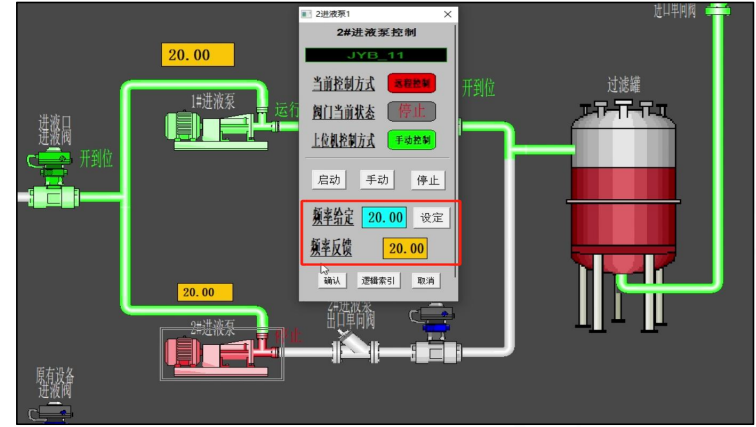 2进液泵1
2#进液泵控制
JYB_11
当前控制方式 远程控制
阀门当前状态 停止
上位机控制方式 手动控制
启动 手动 停止
频率给定 20.00 设定
频率反馈 20.00
确认 逻辑索引 取消
进口单向阀
20.00
1#进液泵
运行
开到位
过滤罐
进液口
进液阀
开到位
20.00
2#进液泵
停止
2#进液泵
出口单向阀
原有设备
进液阀